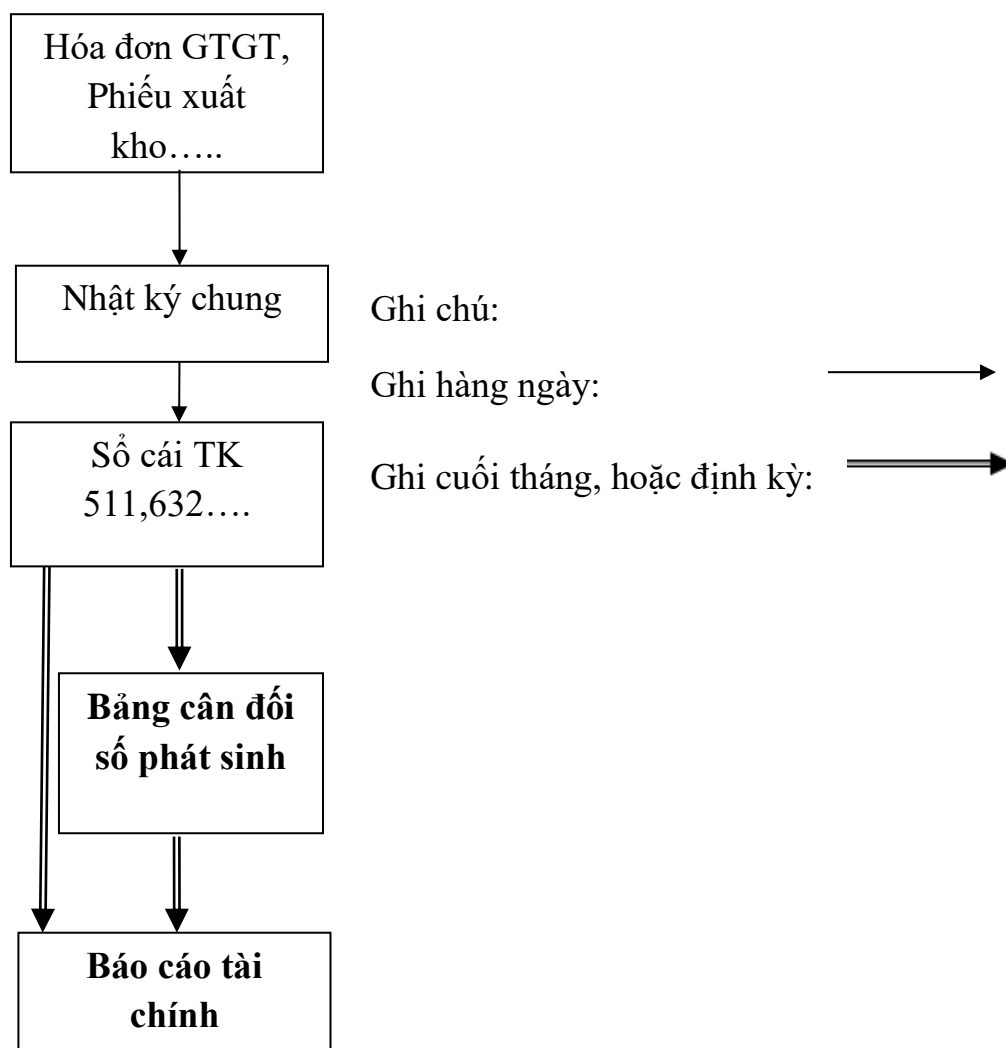 Hóa đơn GTGT,
Phiếu xuất
kho…..
Nhật ký chung
Ghi chú:
Ghi hàng ngày:
Sổ cái TK
511,632….
Ghi cuối tháng, hoặc định kỳ:
Bảng cân đối
số phát sinh
Báo cáo tài
chính